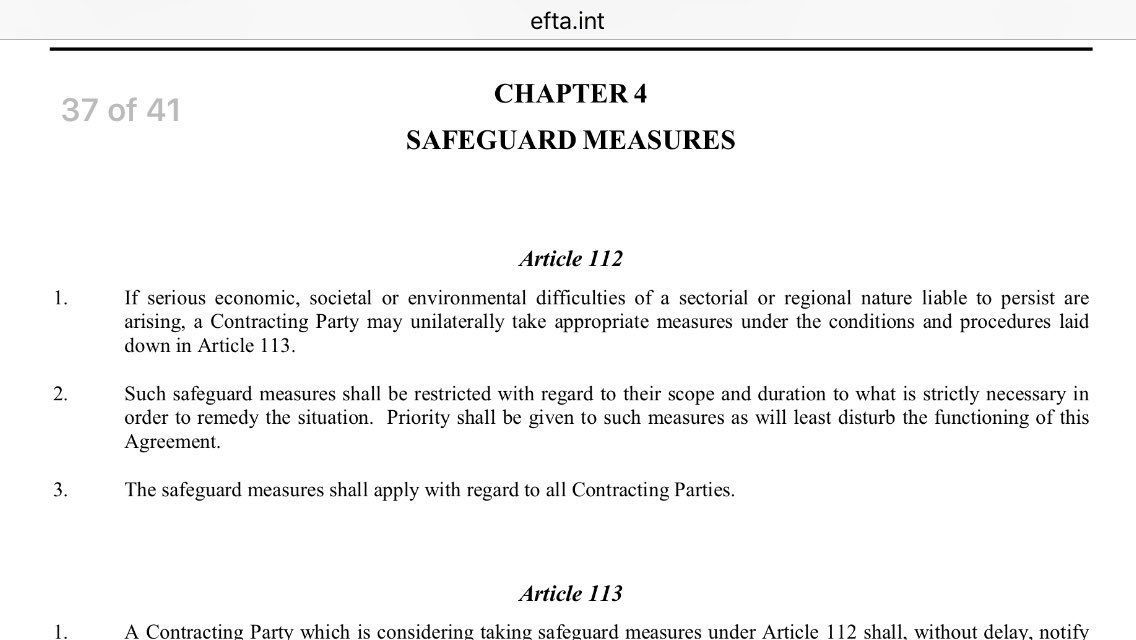 efta.int
37 of 41
CHAPTER 4
SAFEGUARD MEASURES
Article 112
1. If serious economic, societal or environmental difficulties of a sectorial or regional nature liable to persist are
arising, a Contracting Party may unilaterally take appropriate measures under the conditions and procedures laid
down in Article 113.
2. Such safeguard measures shall be restricted with regard to their scope and duration to what is strictly necessary in
order to remedy the situation. Priority shall be given to such measures as will least disturb the functioning of this
Agreement.
3. The safeguard measures shall apply with regard to all Contracting Parties.
Article 113
1. A Contracting Party which is considering taking safeguard measures under Article 112 shall, without delay, notify